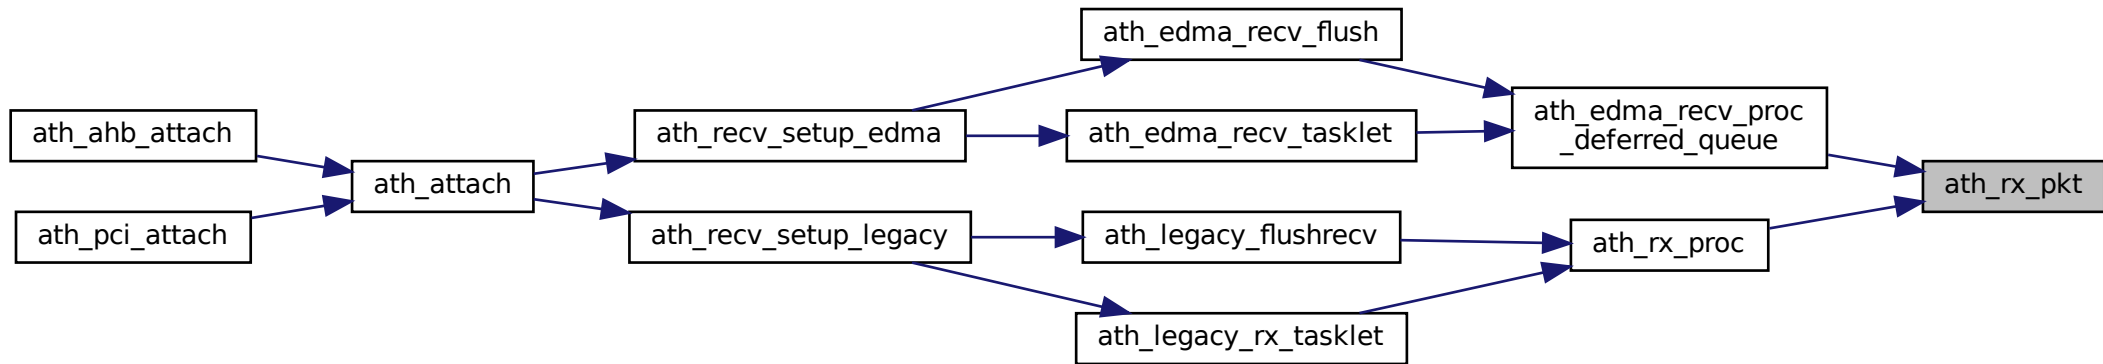 ath_edma_recv_flush
ath_edma_recv_proc
_deferred_queue
ath_ahb_attach
ath_recv_setup_edma
ath_edma_recv_tasklet
ath_attach
ath_rx_pkt
ath_pci_attach
ath_recv_setup_legacy
ath_legacy_flushrecv
ath_rx_proc
ath_legacy_rx_tasklet